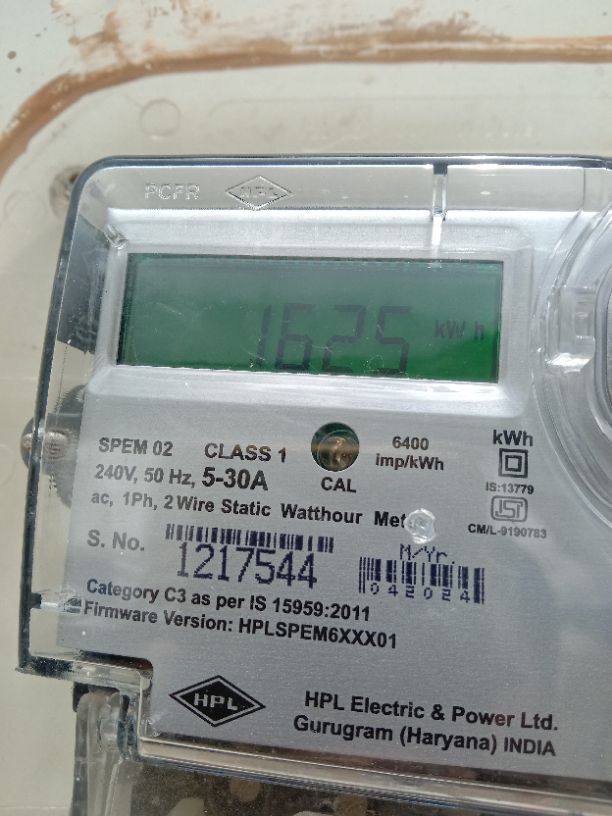 PCFR HPL
1625 kWh
SPEM 02 CLASS 1
240V, 50 Hz, 5-30A
CAL
6400
imp/kWh
kWh
IS:13779
ISI
CM/L-9190783
ac, 1Ph, 2 Wire Static Watthour
S. No. 1217544
M/Yr.
042024
Category C3 as per IS 15959:2011
Firmware Version: HPLSPEM6XXX01
HPL
HPL Electric & Power Ltd.
Gurugram (Haryana) INDIA